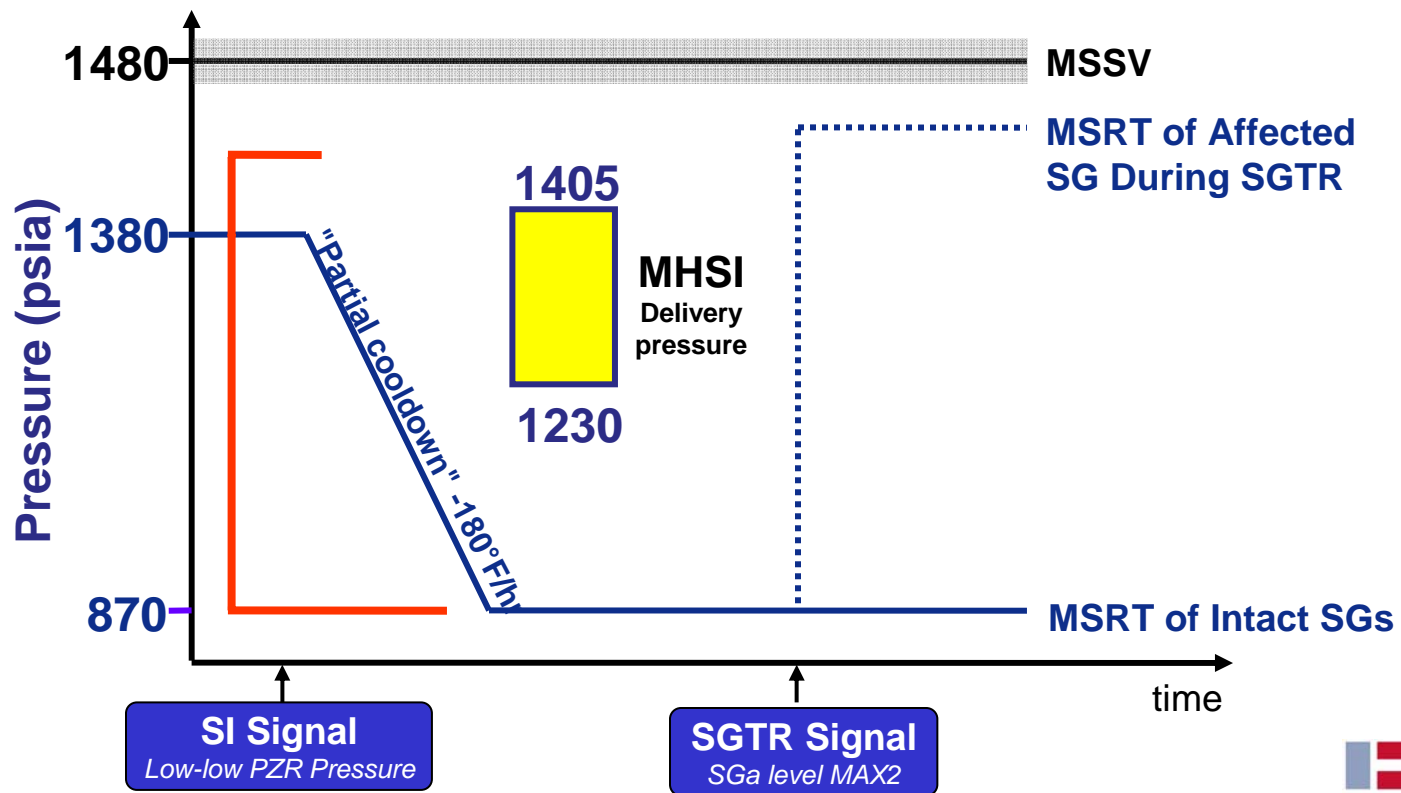 1480
MSSV
MSRT of Affected
SG During SGTR
Pressure (psia)
1380
"Partial cooldown" -180°F/hr
1405
MHSI
Delivery
pressure
1230
870
MSRT of Intact SGs
time
SI Signal
Low-low PZR Pressure
SGTR Signal
SGa level MAX2